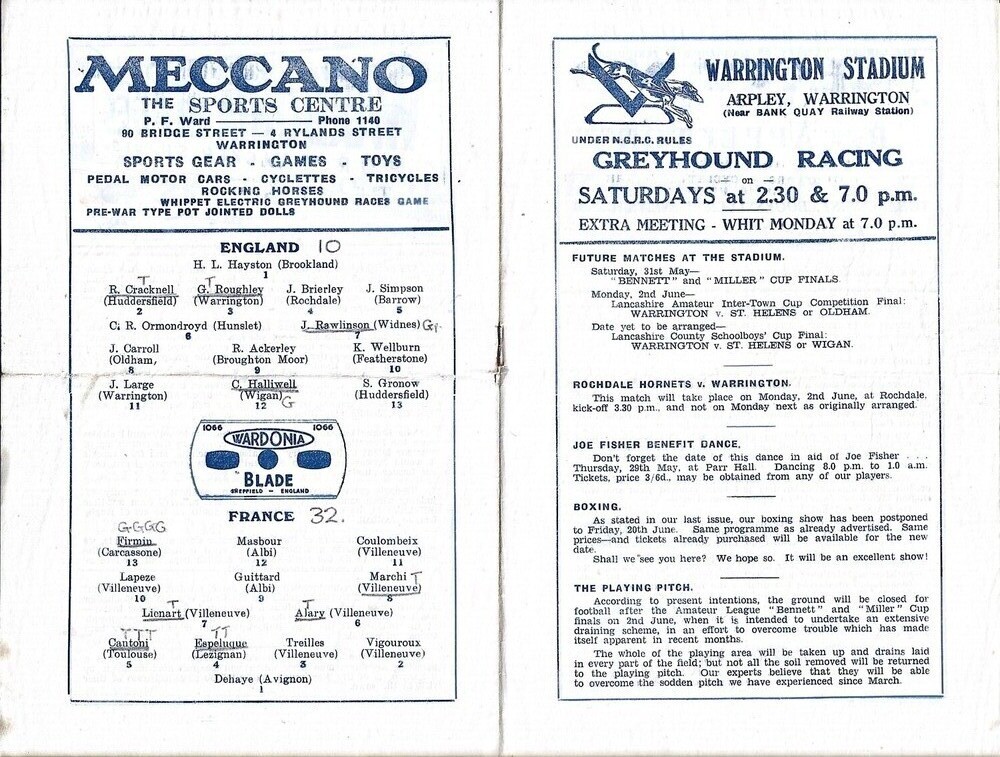 MECCANO
THE SPORTS CENTRE
P. F. Ward ———— Phone 1140
80 BRIDGE STREET — 4 RYLANDS STREET
WARRINGTON
SPORTS GEAR - GAMES - TOYS
PEDAL MOTOR CARS - CYCLETTES - TRICYCLES
ROCKING HORSES
WHIPPET ELECTRIC GREYHOUND RACES GAME
PRE-WAR TYPE POT JOINTED DOLLS
ENGLAND 10
H. L. Hayston (Brookland)
1
T T
R. Cracknell G. Roughley J. Brierley J. Simpson
(Huddersfield) (Warrington) (Rochdale) (Barrow)
2 3 4 5
C. R. Ormondroyd (Hunslet) J. Rawlinson (Widnes) G.
6 7
J. Carroll R. Ackerley K. Wellburn
(Oldham, (Broughton Moor) (Featherstone)
8 9 10
J. Large C. Halliwell S. Gronow
(Warrington) (Wigan) G (Huddersfield)
11 12 13
1066 1066
WARDONIA
BLADE
SHEFFIELD - ENGLAND
FRANCE 32.
G G G G
Firmin Masbour Coulombeix
(Carcassone) (Albi) (Villeneuve)
13 12 11
Lapeze Guittard Marchi T
(Villeneuve) (Albi) (Villeneuve)
10 9 8
T T
Lienart (Villeneuve) Alary (Villeneuve)
7 6
T T T T T
Cantoni Espeluque Treilles Vigouroux
(Toulouse) (Lezignan) (Villeneuve) (Villeneuve)
5 4 3 2
Dehaye (Avignon)
1
WARRINGTON STADIUM
ARPLEY, WARRINGTON
(Near BANK QUAY Railway Station)
UNDER N.G.R.C. RULES
GREYHOUND RACING
— on —
SATURDAYS at 2.30 & 7.0 p.m.
EXTRA MEETING - WHIT MONDAY at 7.0 p.m.
FUTURE MATCHES AT THE STADIUM.
Saturday, 31st May—
"BENNETT" and "MILLER" CUP FINALS.
Monday, 2nd June—
Lancashire Amateur Inter-Town Cup Competition Final:
WARRINGTON v. ST. HELENS or OLDHAM.
Date yet to be arranged—
Lancashire County Schoolboys' Cup Final:
WARRINGTON v. ST. HELENS or WIGAN.
ROCHDALE HORNETS v. WARRINGTON.
This match will take place on Monday, 2nd June, at Rochdale,
kick-off 3.30 p.m., and not on Monday next as originally arranged.
JOE FISHER BENEFIT DANCE.
Don't forget the date of this dance in aid of Joe Fisher . . .
Thursday, 29th May, at Parr Hall. Dancing 8.0 p.m. to 1.0 a.m.
Tickets, price 3/6d., may be obtained from any of our players.
BOXING.
As stated in our last issue, our boxing show has been postponed
to Friday, 20th June. Same programme as already advertised. Same
prices—and tickets already purchased will be available for the new
date.
Shall we see you here? We hope so. It will be an excellent show!
THE PLAYING PITCH.
According to present intentions, the ground will be closed for
football after the Amateur League "Bennett" and "Miller" Cup
finals on 2nd June, when it is intended to undertake an extensive
draining scheme, in an effort to overcome trouble which has made
itself apparent in recent months.
The whole of the playing area will be taken up and drains laid
in every part of the field; but not all the soil removed will be returned
to the playing pitch. Our experts believe that they will be able
to overcome the sodden pitch we have experienced since March.